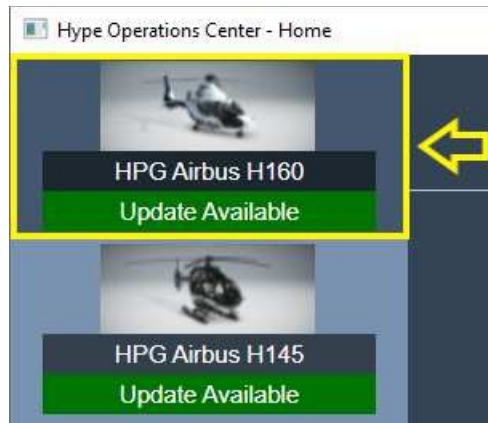 Hype Operations Center - Home
HPG Airbus H160
Update Available
HPG Airbus H145
Update Available